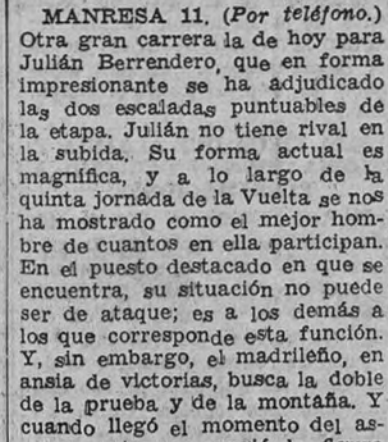 MANRESA 11. (Por teléfono.)
Otra gran carrera la de hoy para
Julián Berrendero, que en forma
impresionante se ha adjudicado
las dos escaladas puntuables de
la etapa. Julián no tiene rival en
la subida. Su forma actual es
magnífica, y a lo largo de la
quinta jornada de la Vuelta se nos
ha mostrado como el mejor hom-
bre de cuantos en ella participan.
En el puesto destacado en que se
encuentra, su situación no puede
ser de ataque; es a los demás a
los que corresponde esta función.
Y, sin embargo, el madrileño, en
ansia de victorias, busca la doble
de la prueba y de la montaña. Y
cuando llegó el momento del as-